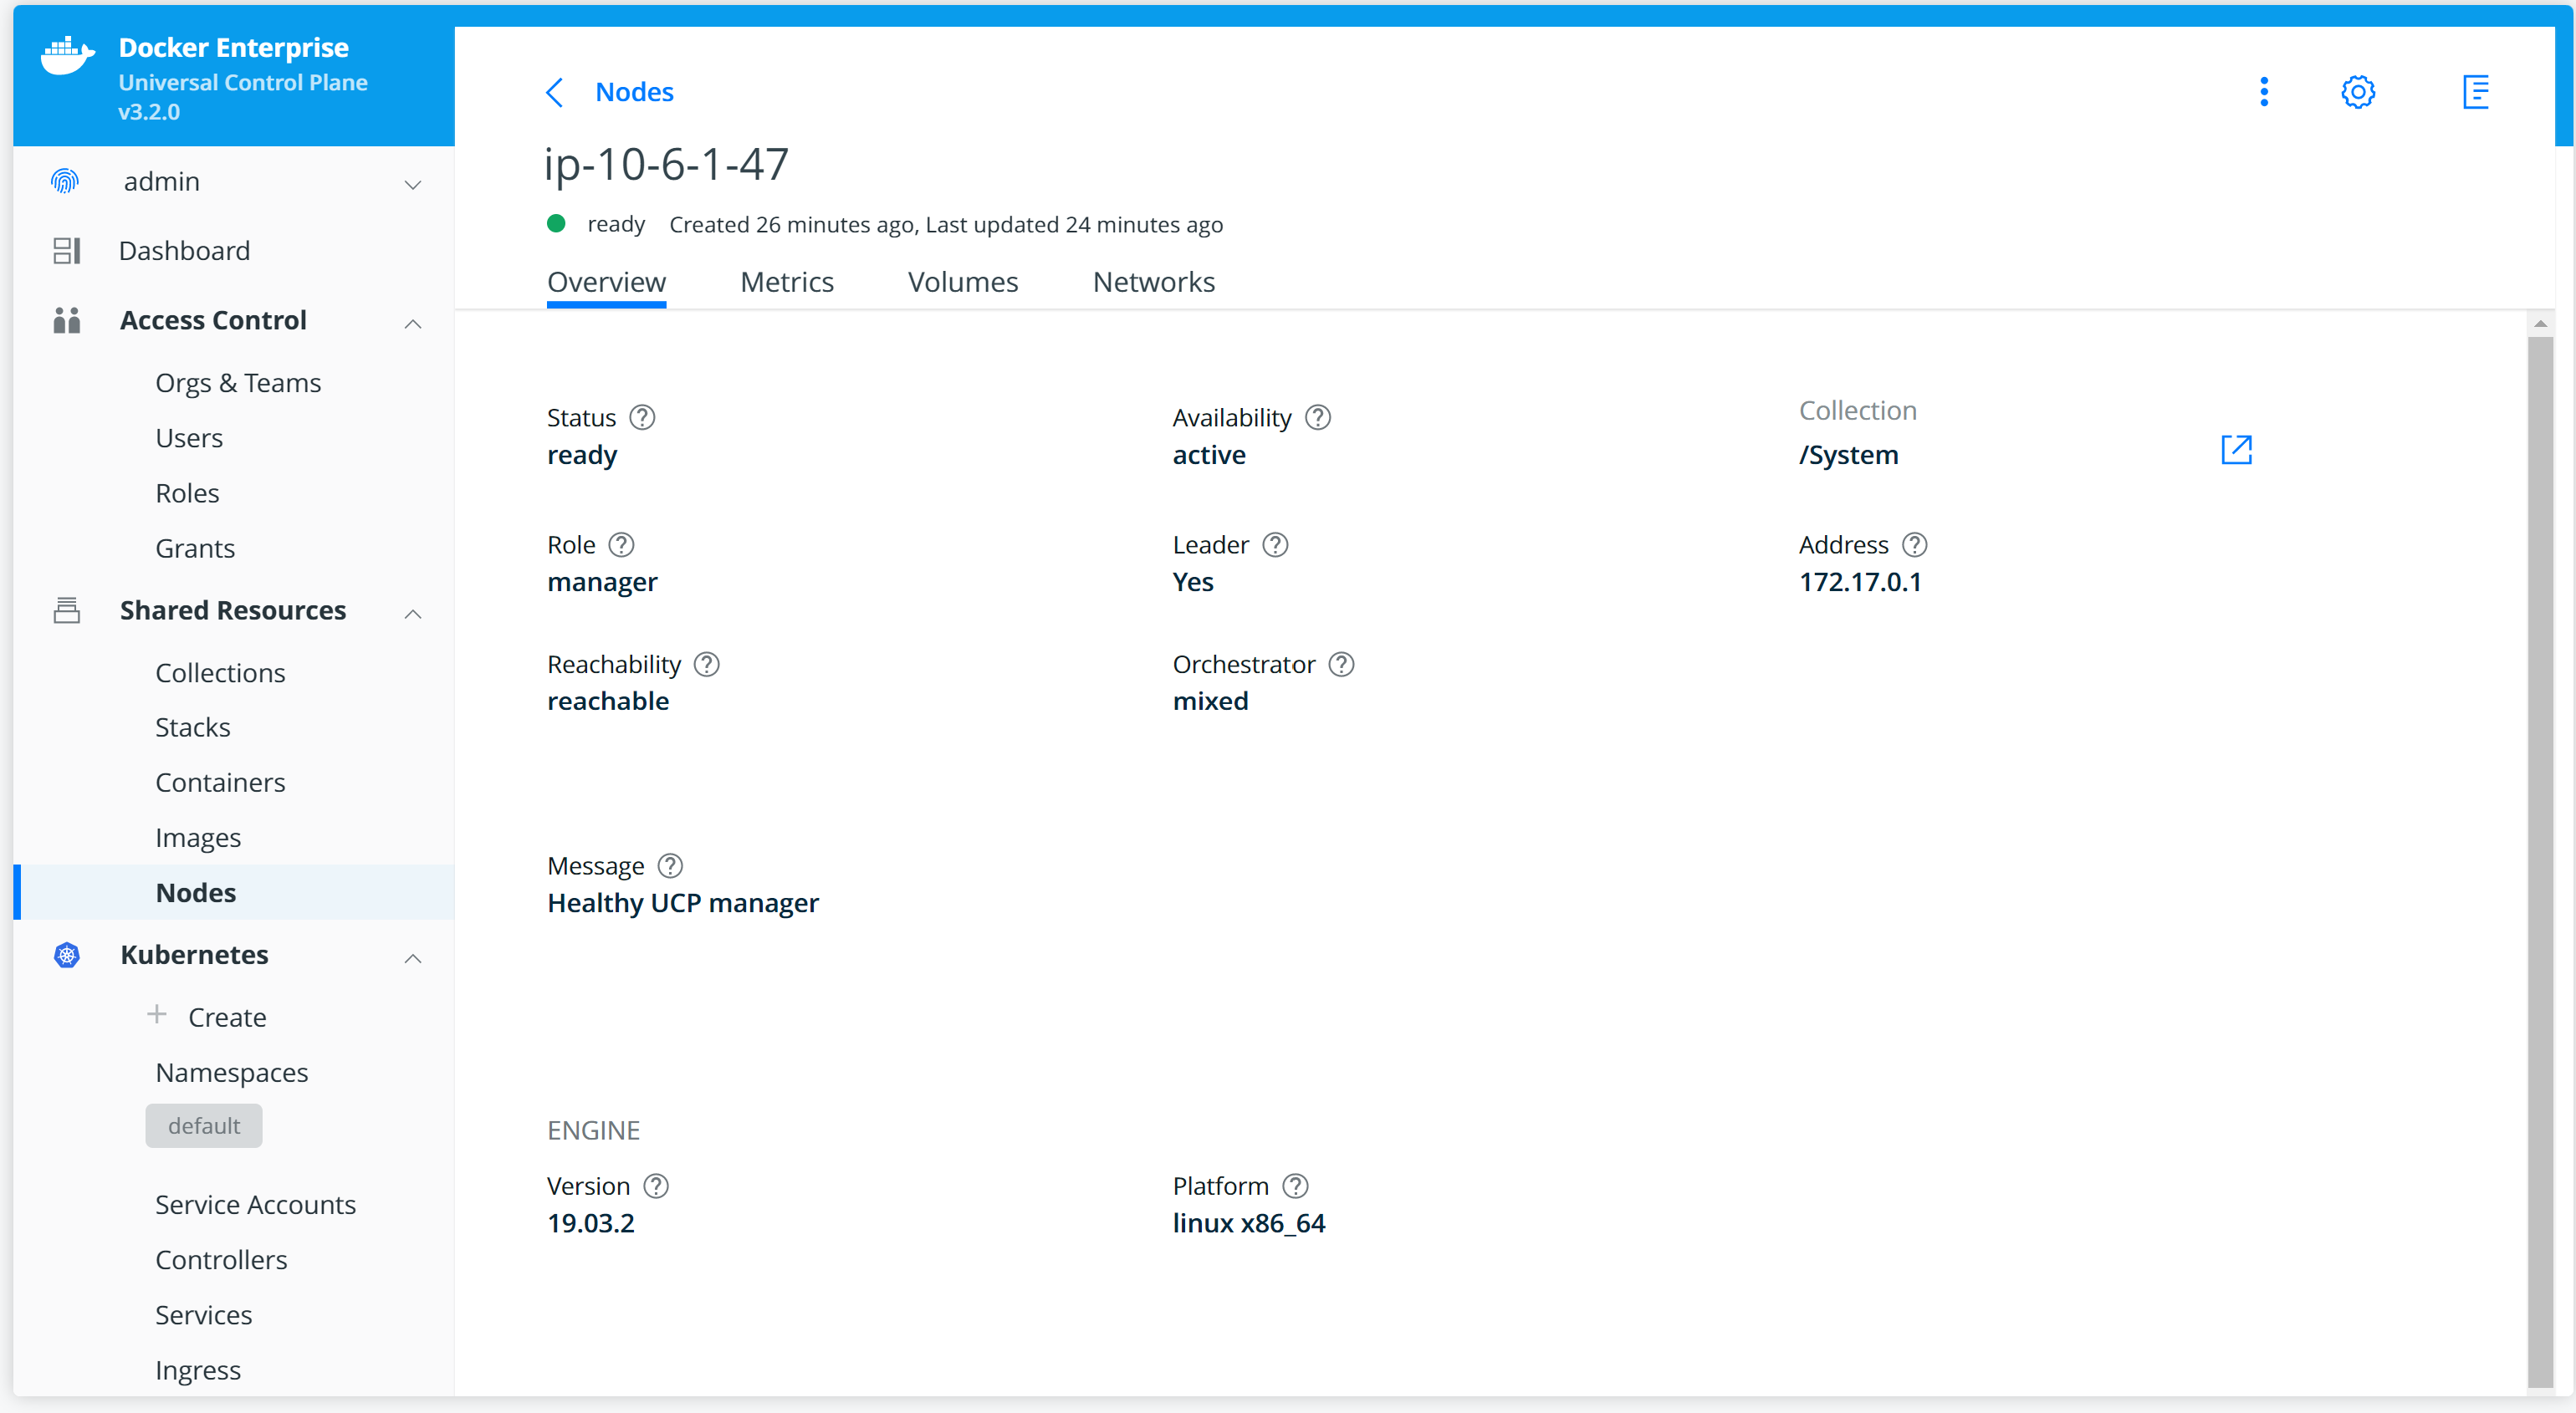 Docker Enterprise
Universal Control Plane
v3.2.0
admin
Dashboard
Access Control
Orgs & Teams
Users
Roles
Grants
Shared Resources
Collections
Stacks
Containers
Images
Nodes
Kubernetes
+ Create
Namespaces
default
Service Accounts
Controllers
Services
Ingress
Nodes
ip-10-6-1-47
ready Created 26 minutes ago, Last updated 24 minutes ago
Overview Metrics Volumes Networks
Status ? Availability ? Collection
ready active /System
Role ? Leader ? Address ?
manager Yes 172.17.0.1
Reachability ? Orchestrator ?
reachable mixed
Message ?
Healthy UCP manager
ENGINE
Version ? Platform ?
19.03.2 linux x86_64